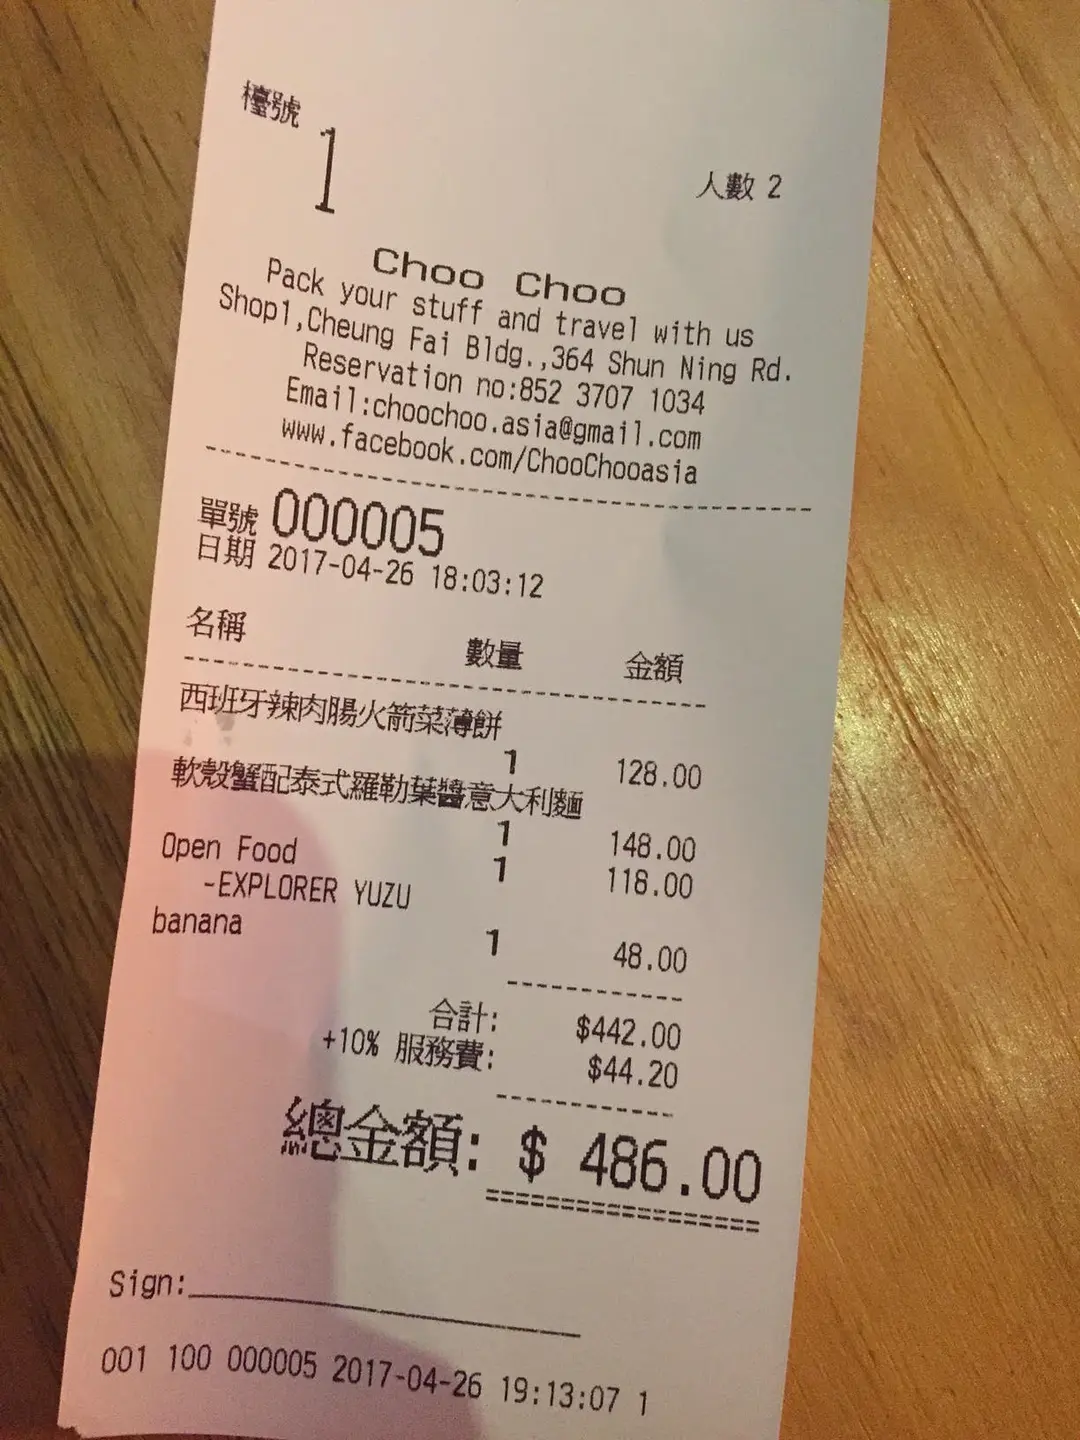 檯號
1
人數 2
Choo Choo
Pack your stuff and travel with us
Shop1,Cheung Fai Bldg.,364 Shun Ning Rd.
Reservation no:852 3707 1034
Email:choochoo.asia@gmail.com
www.facebook.com/ChooChooasia
單號 000005
日期 2017-04-26 18:03:12
名稱 數量 金額
西班牙辣肉腸火箭菜薄餅
1 128.00
軟殼蟹配泰式羅勒葉醬意大利麵
1 148.00
Open Food 1 118.00
-EXPLORER YUZU
banana
1 48.00
合計: $442.00
+10% 服務費: $44.20
總金額: $ 486.00
Sign:
001 100 000005 2017-04-26 19:13:07 1